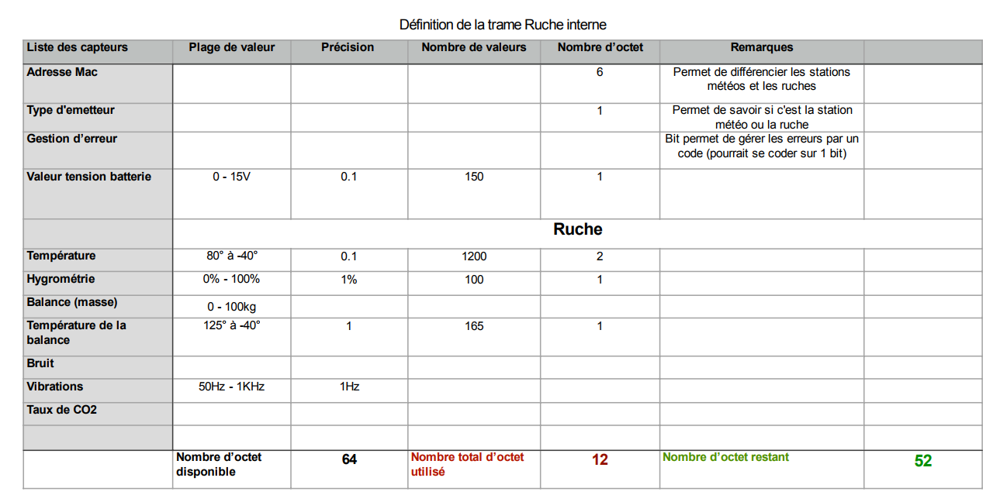 Définition de la trame Ruche interne
Liste des capteurs Plage de valeur Précision Nombre de valeurs Nombre d’octet Remarques
Adresse Mac 6 Permet de différencier les stations
météos et les ruches
Type d'emetteur 1 Permet de savoir si c'est la station
météo ou la ruche
Gestion d’erreur Bit permet de gérer les erreurs par un
code (pourrait se coder sur 1 bit)
Valeur tension batterie 0 - 15V 0.1 150 1
Ruche
Température 80° à -40° 0.1 1200 2
Hygrométrie 0% - 100% 1% 100 1
Balance (masse) 0 - 100kg
Température de la 125° à -40° 1 165 1
balance
Bruit
Vibrations 50Hz - 1KHz 1Hz
Taux de CO2
Nombre d’octet 64 Nombre total d’octet 12 Nombre d’octet restant 52
disponible utilisé